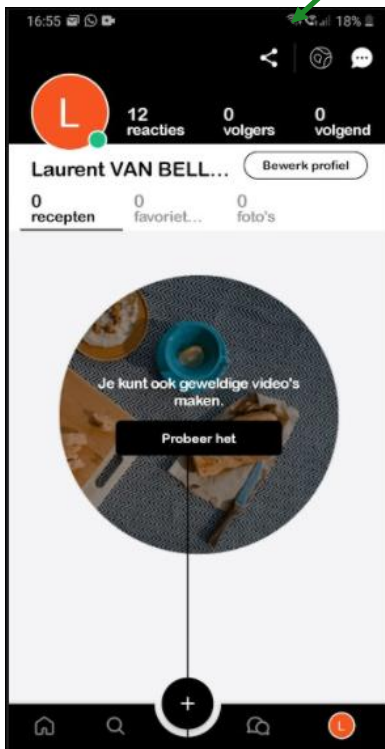 16:55 18%
L
12 reacties 0 volgers 0 volgend
Laurent VAN BELL... Bewerk profiel
0 recepten 0 favoriet... 0 foto's
Je kunt ook geweldige video's
maken.
Probeer het
+
L